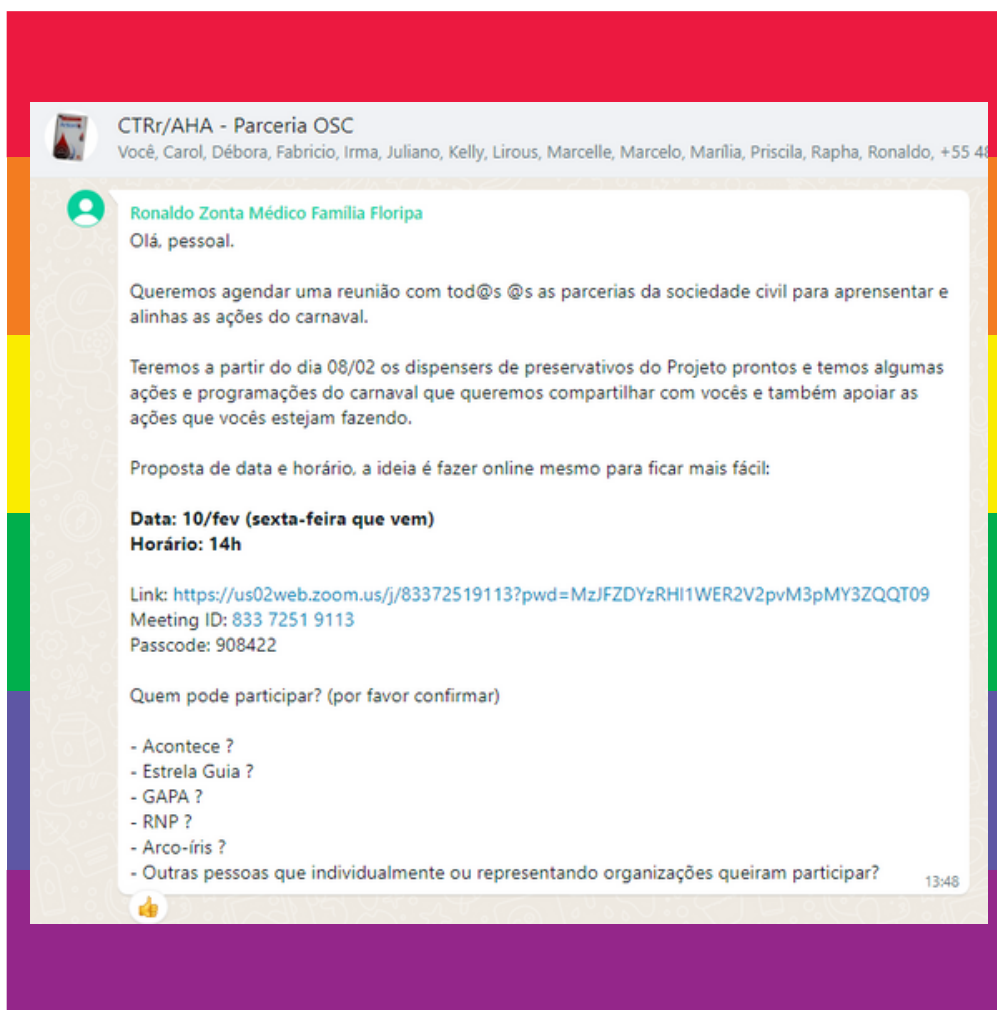 CTRr/AHA - Parceria OSC
Você, Carol, Débora, Fabricio, Irma, Juliano, Kelly, Lirous, Marcelle, Marcelo, Marília, Priscila, Rapha, Ronaldo, +55 48
Ronaldo Zonta Médico Família Floripa
Olá, pessoal.
Queremos agendar uma reunião com tod@s @s as parcerias da sociedade civil para aprensentar e
alinhas as ações do carnaval.
Teremos a partir do dia 08/02 os dispensers de preservativos do Projeto prontos e temos algumas
ações e programações do carnaval que queremos compartilhar com vocês e também apoiar as
ações que vocês estejam fazendo.
Proposta de data e horário, a ideia é fazer online mesmo para ficar mais fácil:
Data: 10/fev (sexta-feira que vem)
Horário: 14h
Link: https://us02web.zoom.us/j/83372519113?pwd=MzJFZDYzRHI1WER2V2pvM3pMY3ZQQT09
Meeting ID: 833 7251 9113
Passcode: 908422
Quem pode participar? (por favor confirmar)
- Acontece ?
- Estrela Guia ?
- GAPA ?
- RNP ?
- Arco-íris ?
- Outras pessoas que individualmente ou representando organizações queiram participar?
13:48